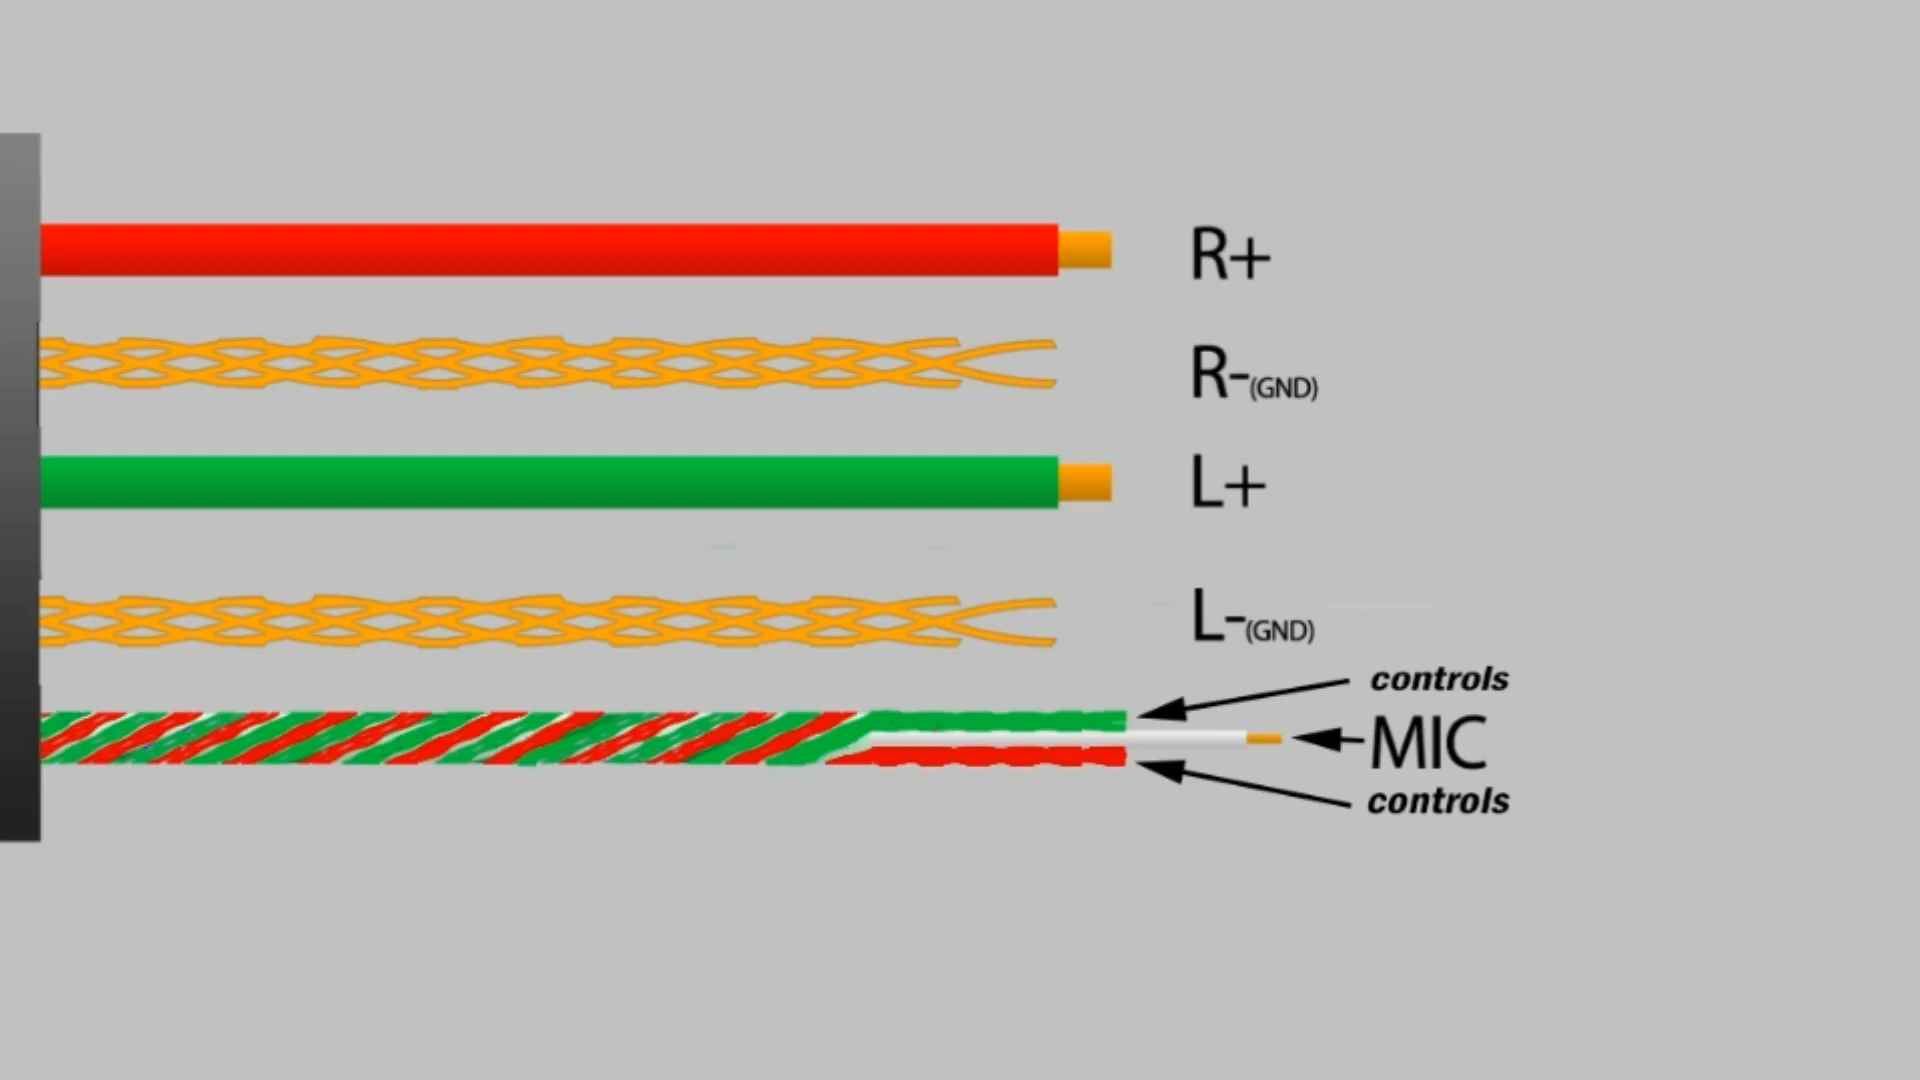 R+
R-(GND)
L+
L-(GND)
controls
MIC
controls